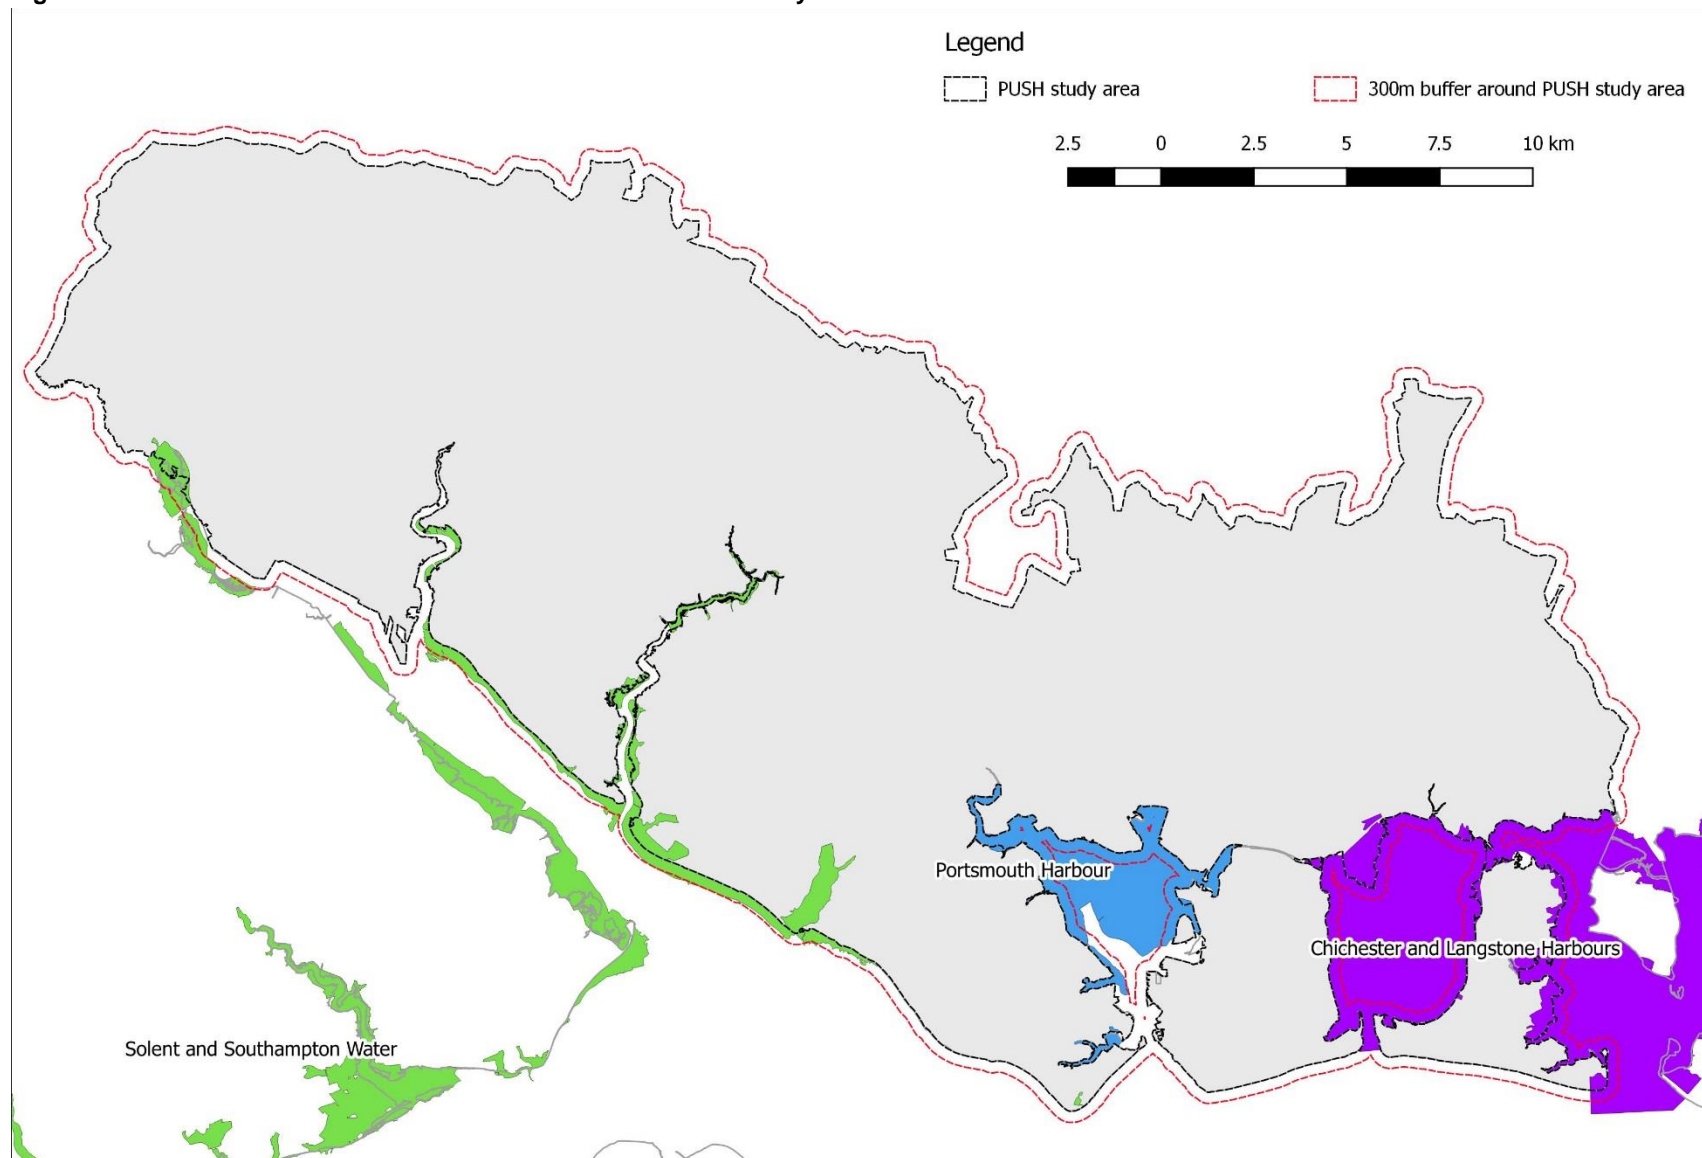 Legend
PUSH study area
300m buffer around PUSH study area
2.5 0 2.5 5 7.5 10 km
Portsmouth Harbour
Chichester and Langstone Harbours
Solent and Southampton Water